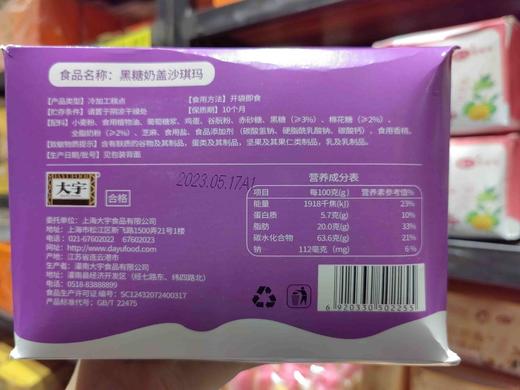 食品名称：黑糖奶盖沙琪玛
【产品类型】冷加工糕点 【食用方法】开袋即食
【贮存条件】请置于阴凉干燥处 【保质期】10个月
【配料】小麦粉、食用植物油、葡萄糖浆、鸡蛋、谷朊粉、赤砂糖、黑糖（≥3%）、棉花糖（≥2%）、
全脂奶粉（≥2%）、芝麻、食用盐、食品添加剂（碳酸氢钠、硬脂酰乳酸钠、碳酸钙）、食用香精。
【致敏物质提示】含有麸质的谷物及其制品，蛋类及其制品，坚果及其果仁类制品，乳及乳制品。
【生产日期/批号】见包装背面
2023.05.17A1
大宇
合格
委托单位：上海大宇食品有限公司
地址：上海市松江区新飞路1500弄21号1楼
电话：021-67602022 67602023
网址：www.dayufood.com
产地：江苏省连云港市
生产者：灌南大宇食品有限公司
地址：灌南县经济开发区（经七路东、纬四路北）
电话：0518-83888899
食品生产许可证 编号：SC12432072400317
产品标准代号：GB/T 22475
营养成分表
项目 每100克(g) 营养素参考值%
能量 1918千焦(kJ) 23%
蛋白质 5.7克(g) 10%
脂肪 20.0克(g) 33%
碳水化合物 63.6克(g) 21%
钠 112毫克(mg) 6%
6920330502255